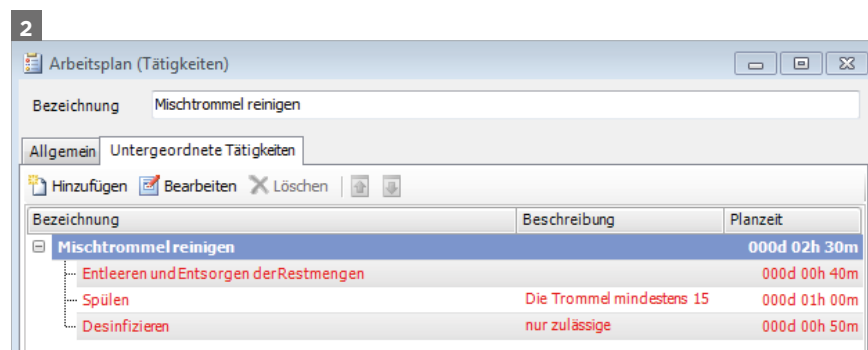 2
Arbeitsplan (Tätigkeiten)
Bezeichnung Mischtrommel reinigen
Allgemein Untergeordnete Tätigkeiten
Hinzufügen Bearbeiten Löschen
Bezeichnung Beschreibung Planzeit
Mischtrommel reinigen 000d 02h 30m
Entleeren und Entsorgen der Restmengen 000d 00h 40m
Spülen Die Trommel mindestens 15 000d 01h 00m
Desinfizieren nur zulässige 000d 00h 50m